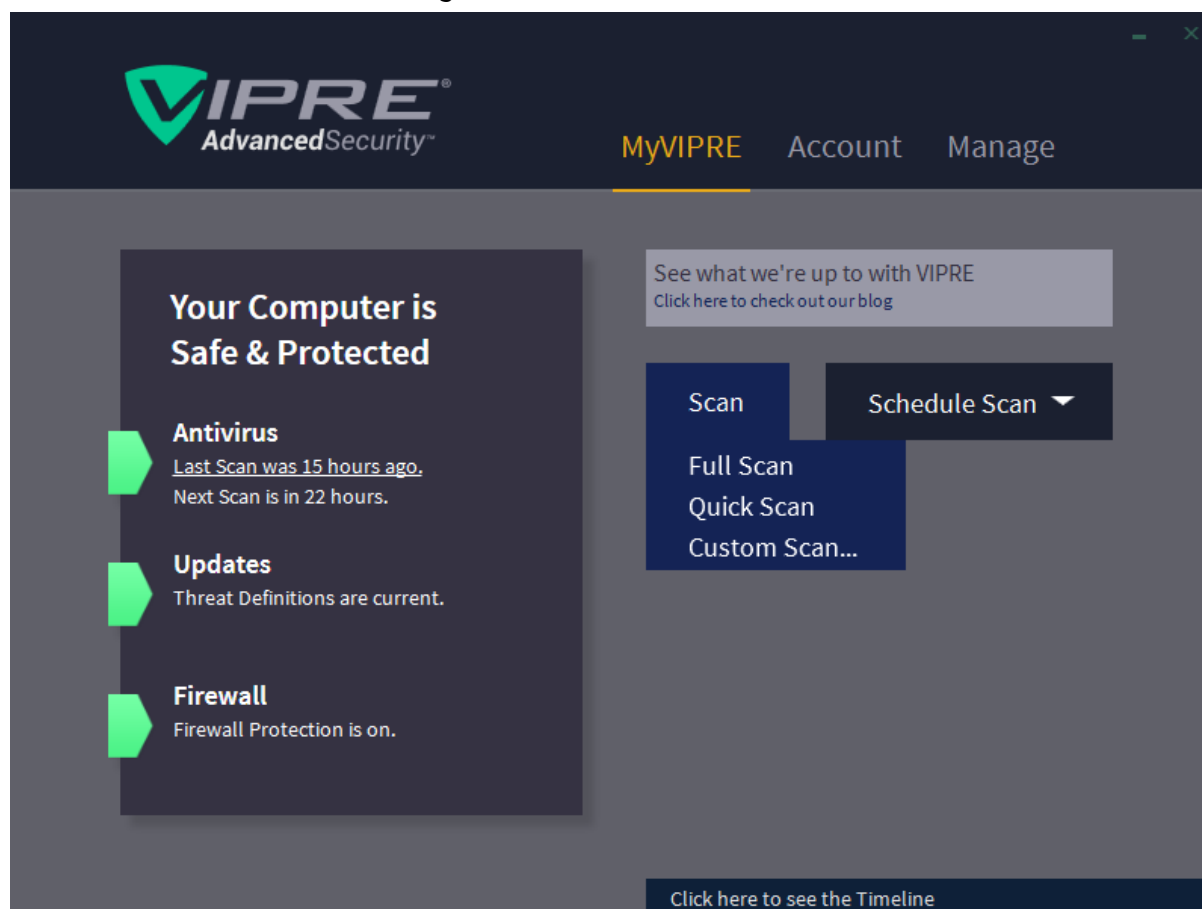 VIPRE®
AdvancedSecurity™
MyVIPRE Account Manage
Your Computer is
Safe & Protected
Antivirus
Last Scan was 15 hours ago.
Next Scan is in 22 hours.
Updates
Threat Definitions are current.
Firewall
Firewall Protection is on.
See what we're up to with VIPRE
Click here to check out our blog
Scan
Schedule Scan
Full Scan
Quick Scan
Custom Scan...
Click here to see the Timeline